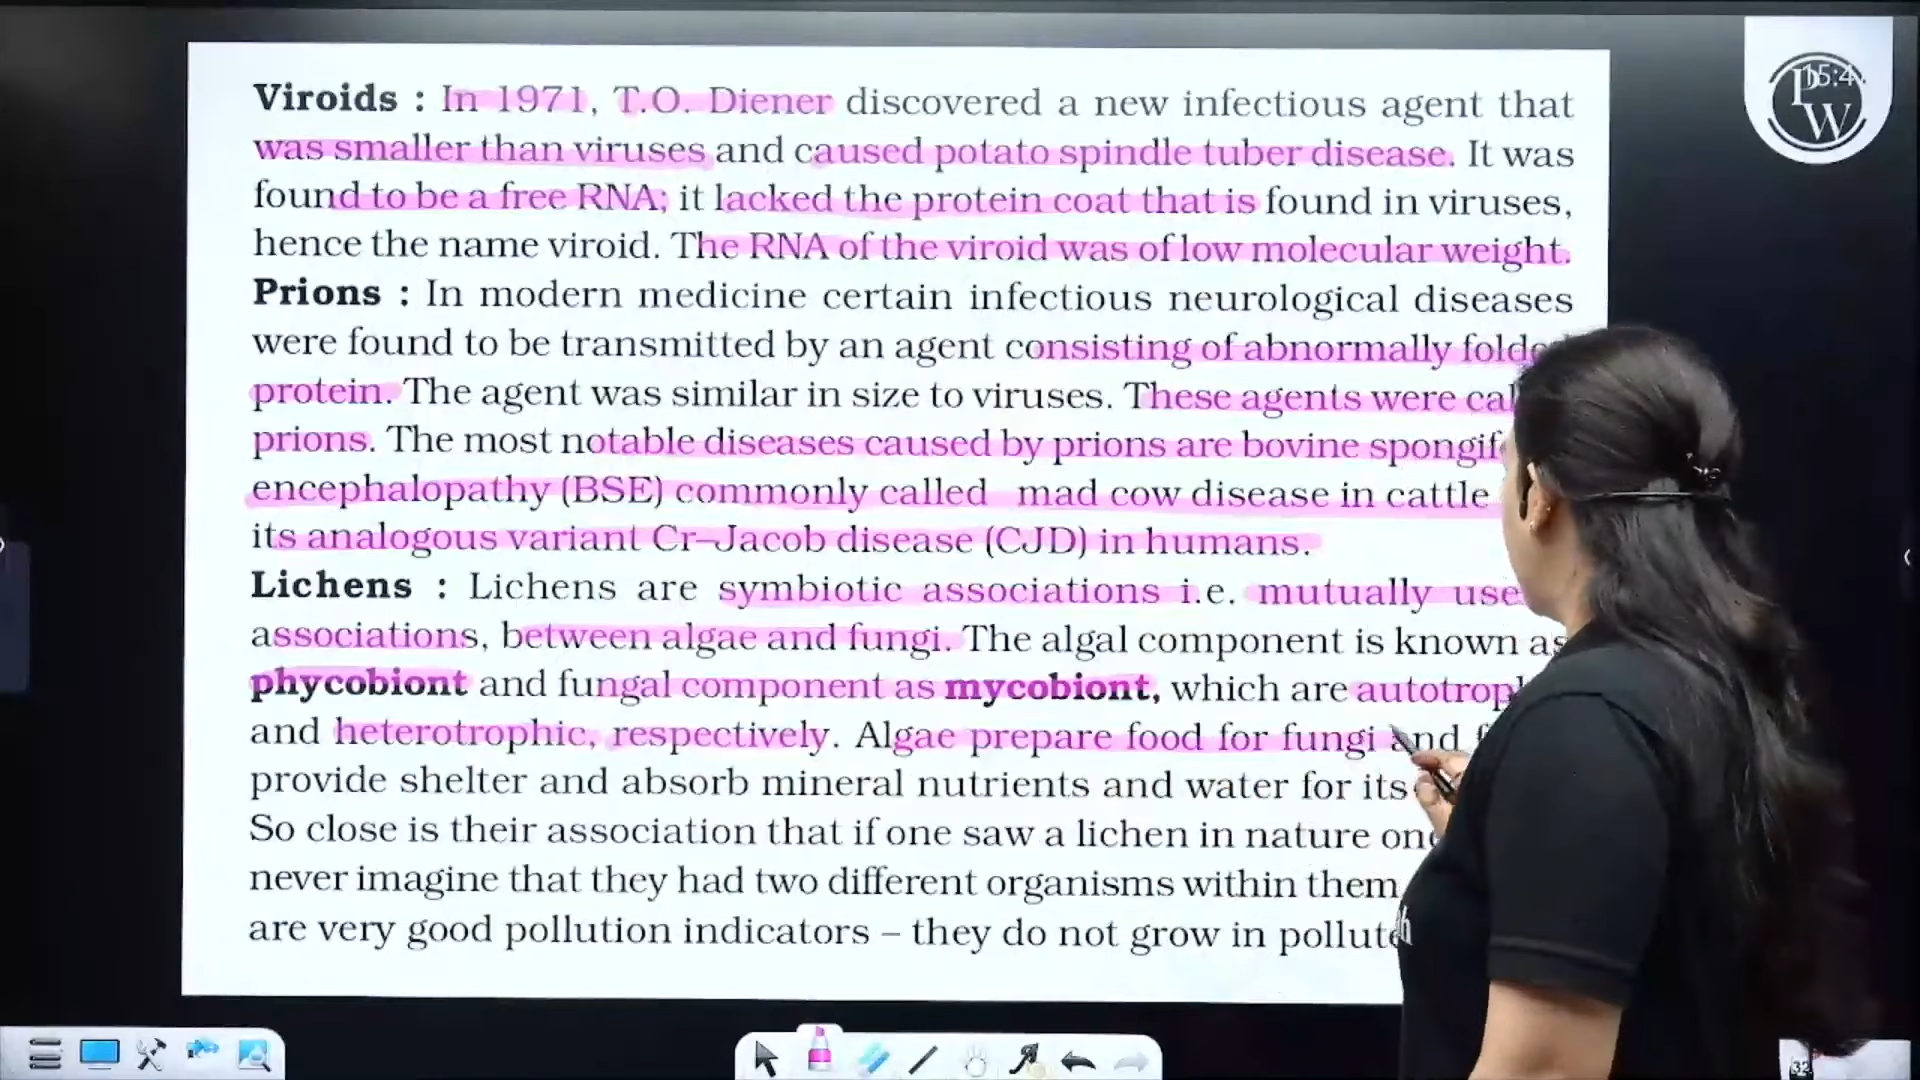 Viroids : In 1971, T.O. Diener discovered a new infectious agent that
was smaller than viruses and caused potato spindle tuber disease. It was
found to be a free RNA; it lacked the protein coat that is found in viruses,
hence the name viroid. The RNA of the viroid was of low molecular weight.
Prions : In modern medicine certain infectious neurological diseases
were found to be transmitted by an agent consisting of abnormally
protein. The agent was similar in size to viruses. These agents were
prions. The most notable diseases caused by prions are bovine
encephalopathy (BSE) commonly called mad cow disease in cattle
its analogous variant Cr–Jacob disease (CJD) in humans.
Lichens : Lichens are symbiotic associations i.e. mutually
associations, between algae and fungi. The algal component is known as
phycobiont and fungal component as mycobiont, which are
and heterotrophic, respectively. Algae prepare food for fungi and
provide shelter and absorb mineral nutrients and water for its
So close is their association that if one saw a lichen in nature
never imagine that they had two different organisms within them
are very good pollution indicators – they do not grow in
PW